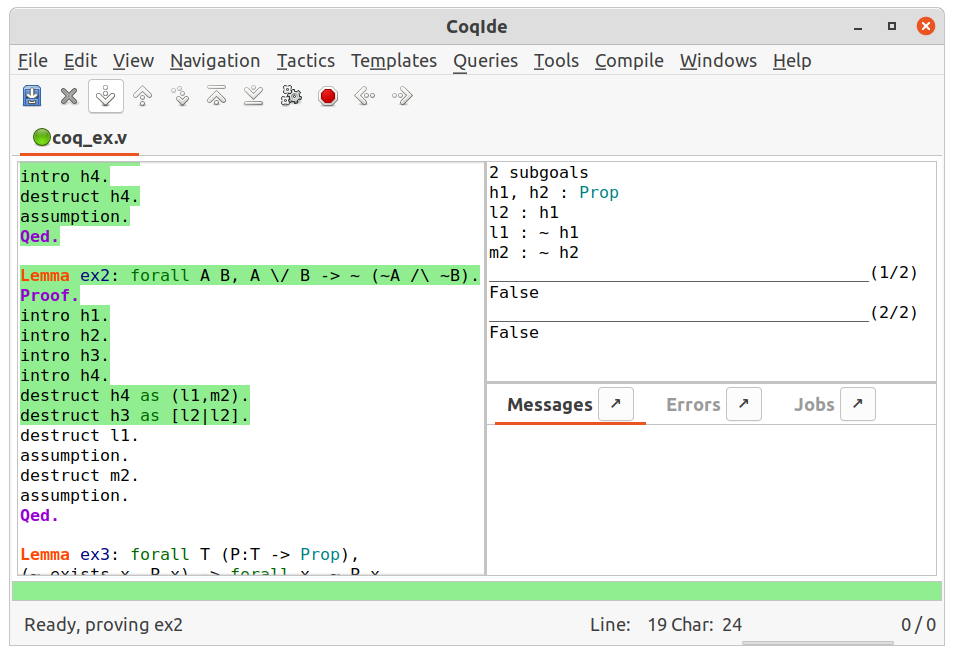 CoqIde
File Edit View Navigation Tactics Templates Queries Tools Compile Windows Help
coq_ex.v
intro h4.
destruct h4.
assumption.
Qed.
Lemma ex2: forall A B, A \/ B -> ~ (~A /\ ~B).
Proof.
intro h1.
intro h2.
intro h3.
intro h4.
destruct h4 as (l1,m2).
destruct h3 as [l2|l2].
destruct l1.
assumption.
destruct m2.
assumption.
Qed.
Lemma ex3: forall T (P:T -> Prop),
(~ exists x, P x) -> forall x, ~ P x
2 subgoals
h1, h2 : Prop
l2 : h1
l1 : ~ h1
m2 : ~ h2
______________________________________(1/2)
False
______________________________________(2/2)
False
Messages Errors Jobs
Ready, proving ex2
Line: 19 Char: 24
0 / 0